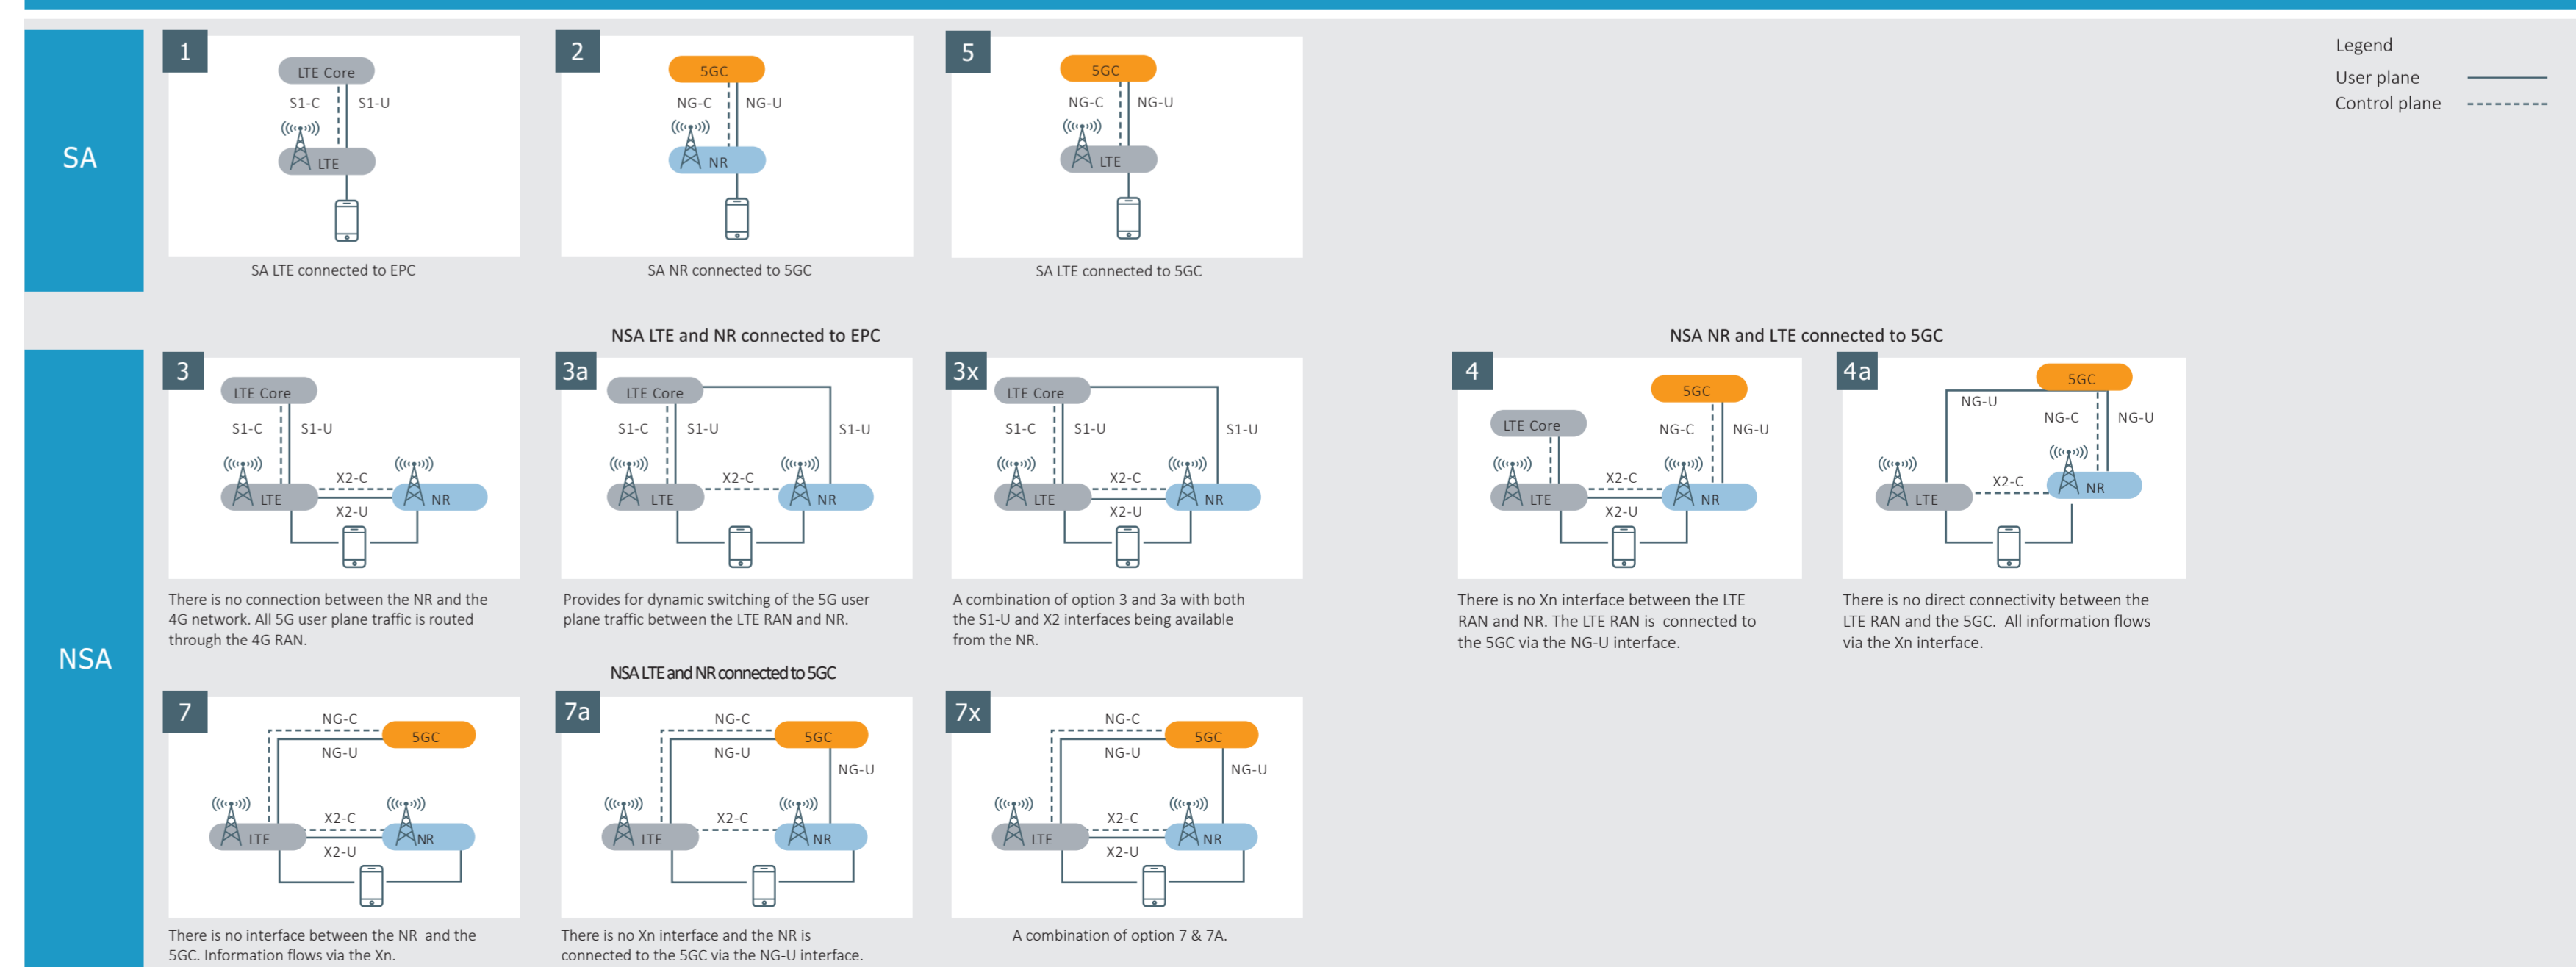 Legend
User plane
Control plane
SA
1
LTE Core
S1-C
S1-U
LTE
SA LTE connected to EPC
2
5GC
NG-C
NG-U
NR
SA NR connected to 5GC
5
5GC
NG-C
NG-U
LTE
SA LTE connected to 5GC
NSA
NSA LTE and NR connected to EPC
3
LTE Core
S1-C
S1-U
X2-C
LTE
NR
X2-U
There is no connection between the NR and the
4G network. All 5G user plane traffic is routed
through the 4G RAN.
3a
LTE Core
S1-C
S1-U
S1-U
X2-C
LTE
NR
Provides for dynamic switching of the 5G user
plane traffic between the LTE RAN and NR.
3x
LTE Core
S1-C
S1-U
S1-U
X2-C
LTE
NR
X2-U
A combination of option 3 and 3a with both
the S1-U and X2 interfaces being available
from the NR.
NSA NR and LTE connected to 5GC
4
5GC
LTE Core
NG-C
NG-U
X2-C
LTE
NR
X2-U
There is no Xn interface between the LTE
RAN and NR. The LTE RAN is connected to
the 5GC via the NG-U interface.
4a
5GC
NG-U
NG-C
NG-U
X2-C
LTE
NR
There is no direct connectivity between the
LTE RAN and the 5GC. All information flows
via the Xn interface.
NSA LTE and NR connected to 5GC
7
NG-C
5GC
NG-U
X2-C
LTE
NR
X2-U
There is no interface between the NR and the
5GC. Information flows via the Xn.
7a
NG-C
5GC
NG-U
NG-U
X2-C
LTE
NR
There is no Xn interface and the NR is
connected to the 5GC via the NG-U interface.
7x
NG-C
5GC
NG-U
NG-U
X2-C
LTE
NR
X2-U
A combination of option 7 & 7A.